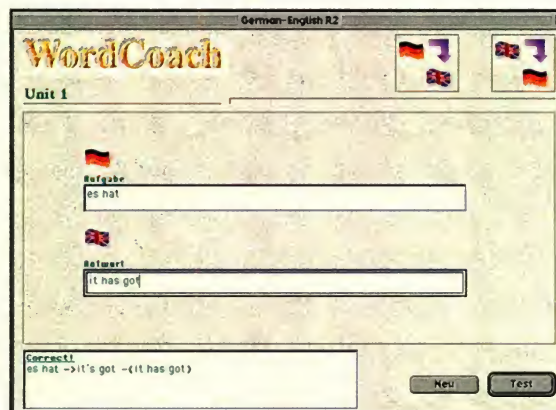 German-English R2
WordCoach
Unit 1
Aufgabe
es hat
Antwort
it has got
Correct!
es hat ->it's got -(it has got)
Neu
Test